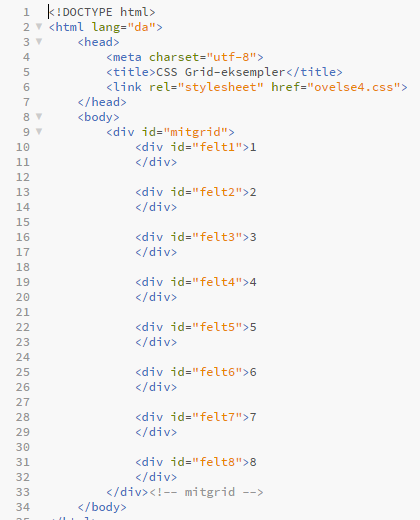 1 <!DOCTYPE html>
2 <html lang="da">
3 <head>
4 <meta charset="utf-8">
5 <title>CSS Grid-eksempler</title>
6 <link rel="stylesheet" href="ovelse4.css">
7 </head>
8 <body>
9 <div id="mitgrid">
10 <div id="felt1">1
11 </div>
12
13 <div id="felt2">2
14 </div>
15
16 <div id="felt3">3
17 </div>
18
19 <div id="felt4">4
20 </div>
21
22 <div id="felt5">5
23 </div>
24
25 <div id="felt6">6
26 </div>
27
28 <div id="felt7">7
29 </div>
30
31 <div id="felt8">8
32 </div>
33 </div><!-- mitgrid -->
34 </body>